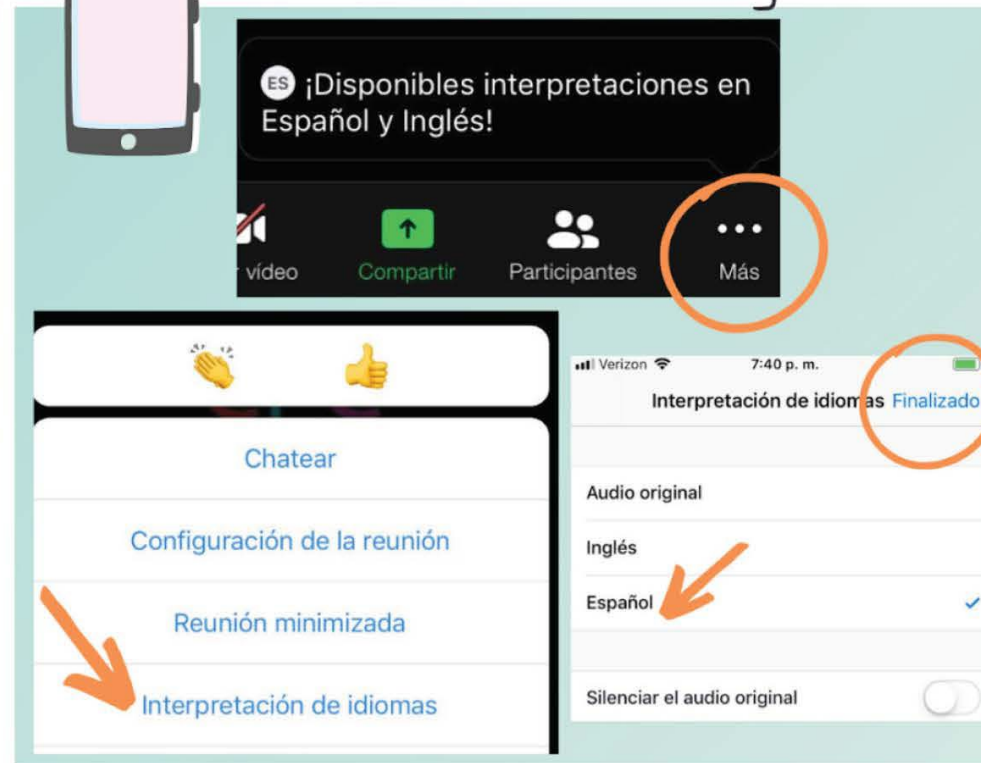 ES ¡Disponibles interpretaciones en
Español y Inglés!
vídeo
Compartir
Participantes
Más
Chatear
Configuración de la reunión
Reunión minimizada
Interpretación de idiomas
Verizon 7:40 p. m.
Interpretación de idiomas Finalizado
Audio original
Inglés
Español
Silenciar el audio original